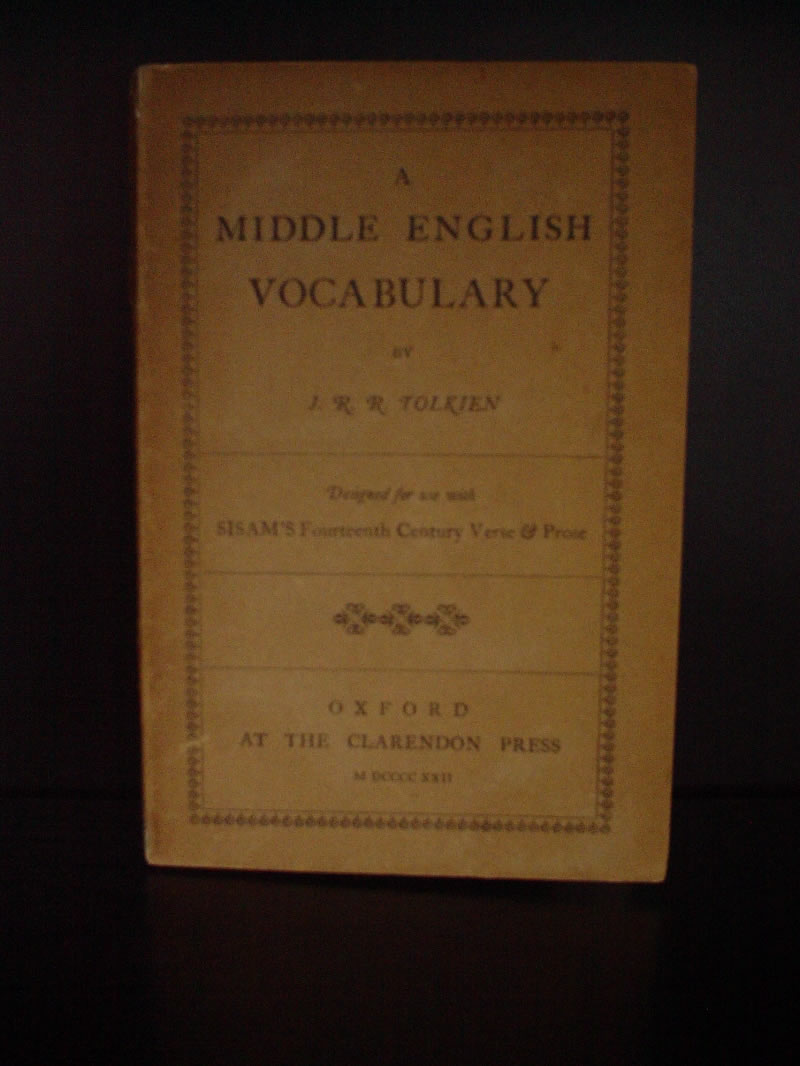 A
MIDDLE ENGLISH
VOCABULARY
BY
J. R. R. TOLKIEN
Designed for use with
SISAM'S Fourteenth Century Verse & Prose
OXFORD
AT THE CLARENDON PRESS
M DCCCC XXII